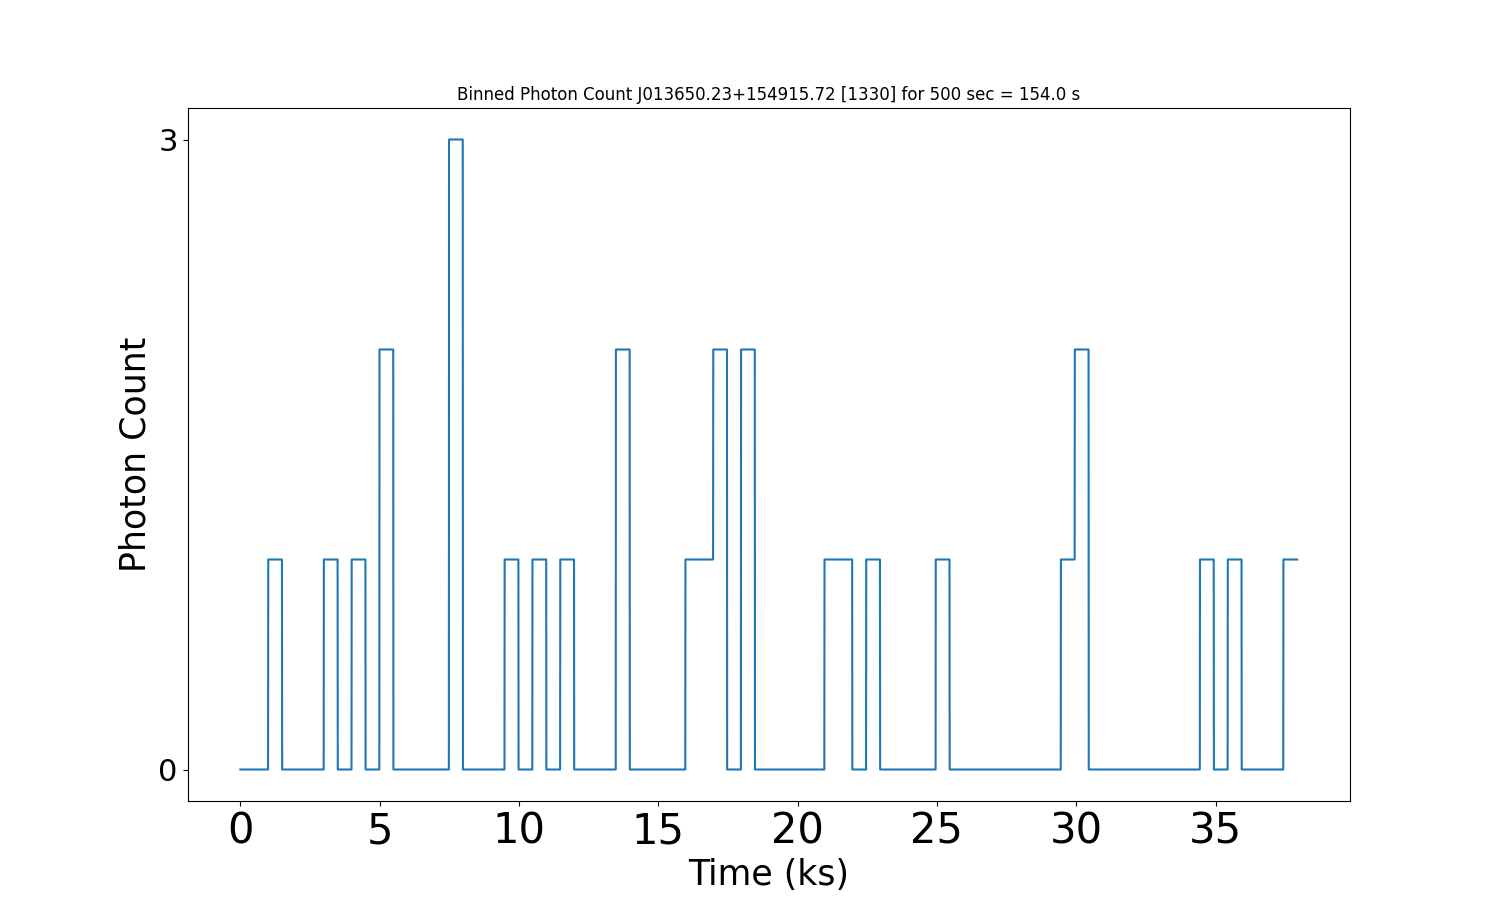 Binned Photon Count J013650.23+154915.72 [1330] for 500 sec = 154.0 s
3
Photon Count
0
0 5 10 15 20 25 30 35
Time (ks)